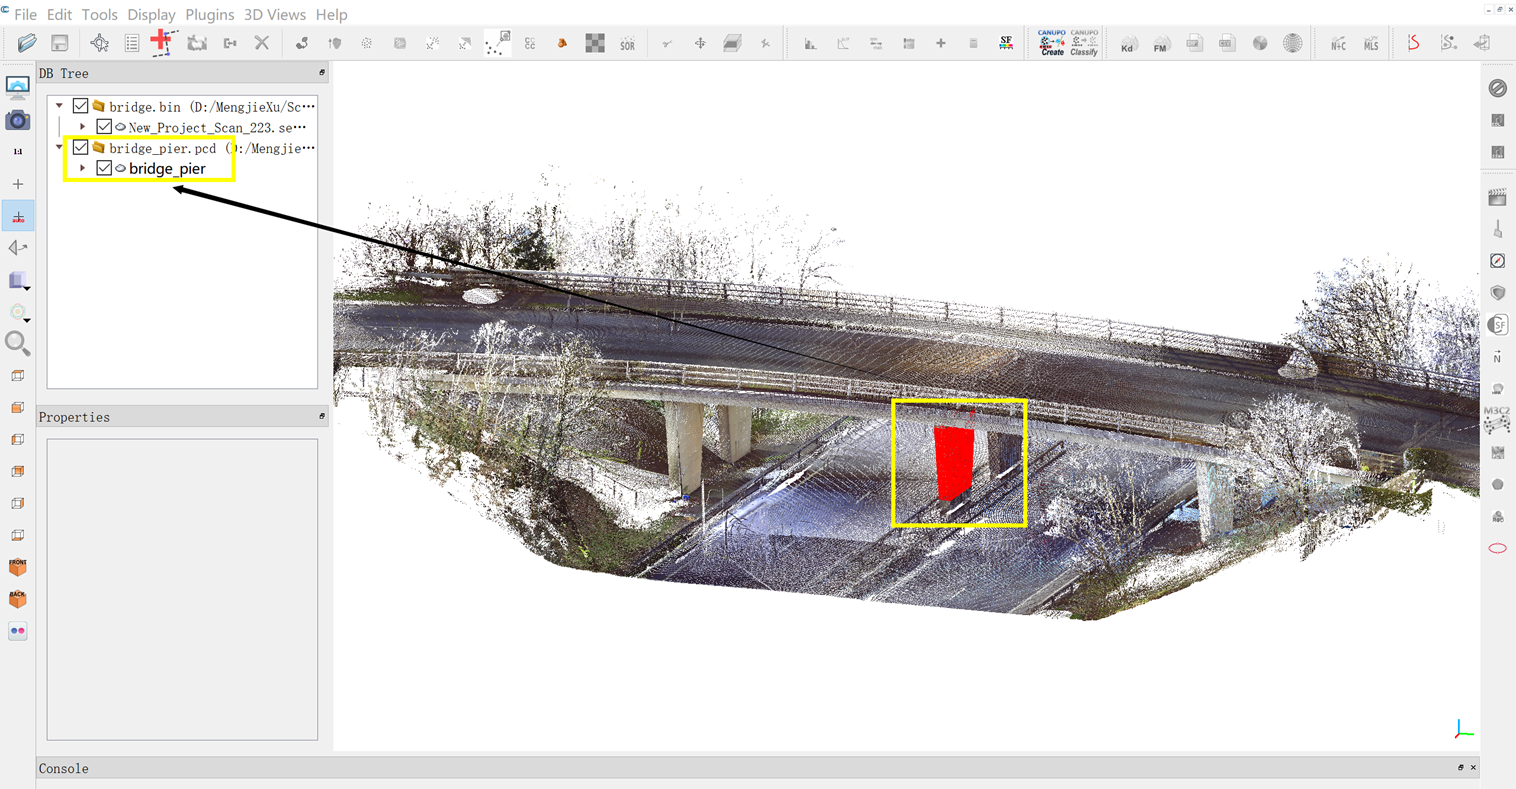 File Edit Tools Display Plugins 3D Views Help
SOR
SF
CANUPO
Create
CANUPO
Classify
Kd
FM
N+C
MLS
DB Tree
bridge.bin (D:/MengjieXu/Sc···
New_Project_Scan_223.se···
bridge_pier.pcd (D:/Mengjie···
bridge_pier
1:1
auto
Properties
FRONT
BACK
SF
N
M3C2
Console